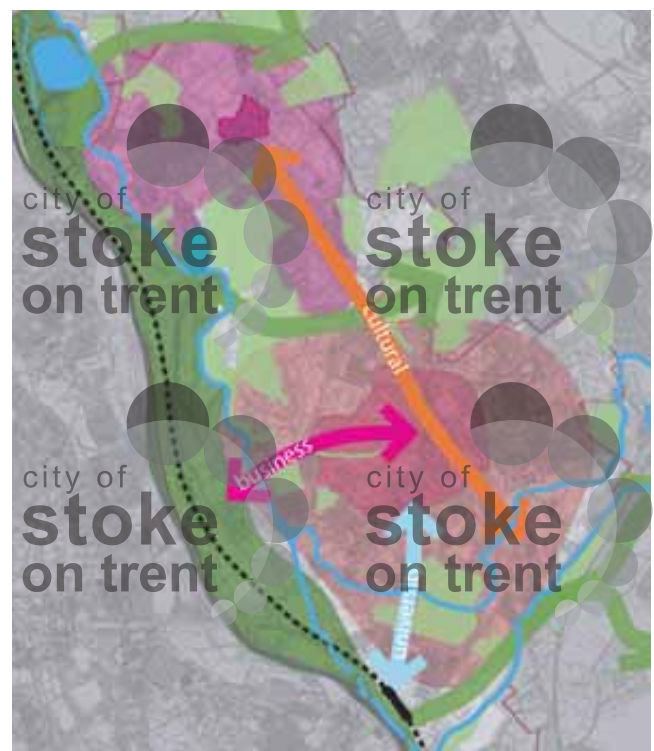 city of
stoke
on trent
city of
stoke
on trent
cultural
business
city of
stoke
on trent
city of
stoke
on trent